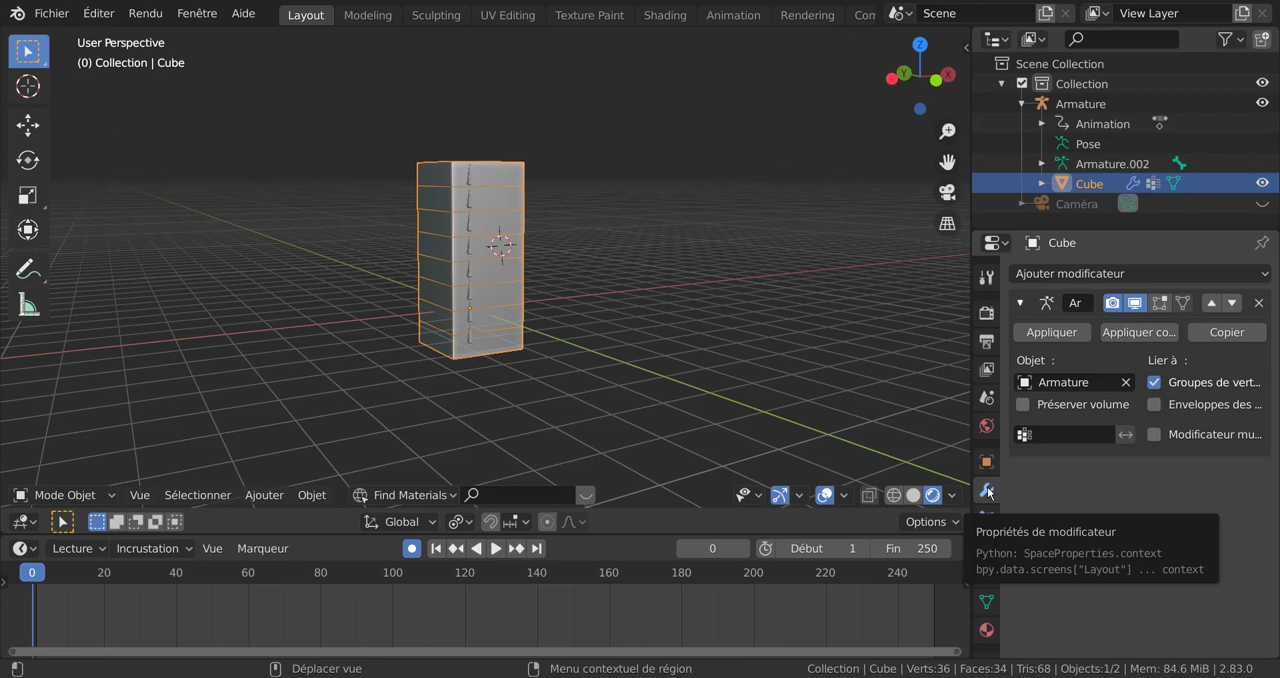 Fichier Éditer Rendu Fenêtre Aide Layout Modeling Sculpting UV Editing Texture Paint Shading Animation Rendering Com Scene View Layer
User Perspective
(0) Collection | Cube
Z
Y
X
Scene Collection
Collection
Armature
Animation
Pose
Armature.002
Cube
Caméra
Cube
Ajouter modificateur
Ar
Appliquer Appliquer co... Copier
Objet : Lier à :
Armature Groupes de vert...
Préserver volume Enveloppes des ...
Modificateur mu...
Mode Objet Vue Sélectionner Ajouter Objet Find Materials
Global Options
Propriétés de modificateur
Python: SpaceProperties.context
bpy.data.screens["Layout"] ... context
Lecture Incrustation Vue Marqueur 0 Début 1 Fin 250
0 20 40 60 80 100 120 140 160 180 200 220 240
Déplacer vue Menu contextuel de région Collection | Cube | Verts:36 | Faces:34 | Tris:68 | Objects:1/2 | Mem: 84.6 MiB | 2.83.0